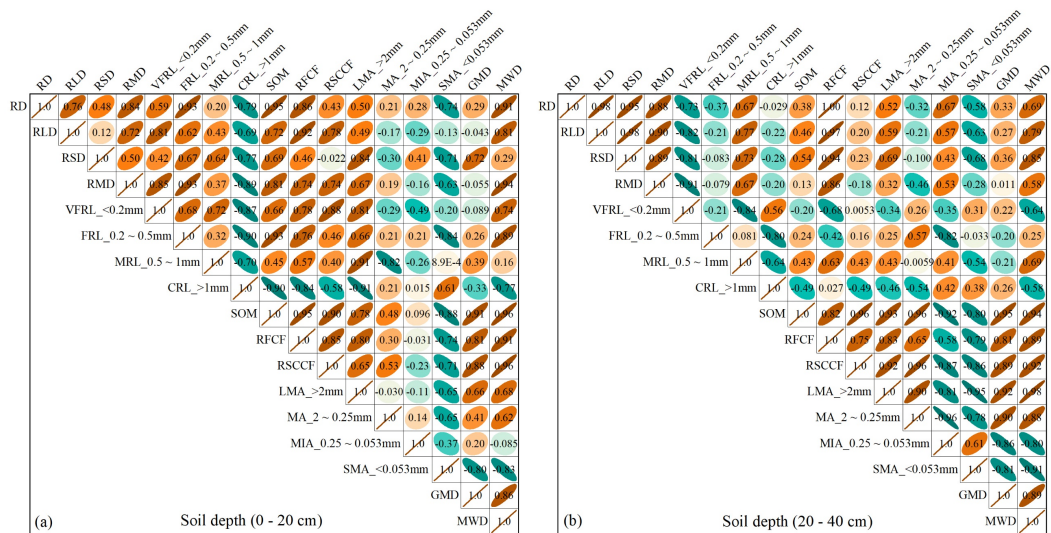 RD RLD RSD RMD VFRL_<0.2mm FRL_0.2 ~ 0.5mm MRL_0.5 ~ 1mm CRL_>1mm SOM RFCF RSCCF LMA_>2mm MA_2 ~ 0.25mm MIA_0.25 ~ 0.053mm SMA_<0.053mm GMD MWD
RD 1.0 0.76 0.48 0.84 0.59 0.93 0.20 -0.79 0.95 0.86 0.43 0.50 0.21 0.28 -0.74 0.29 0.91
RLD 1.0 0.12 0.72 0.81 0.62 0.43 -0.69 0.72 0.92 0.78 0.49 -0.17 -0.29 -0.13 -0.043 0.81
RSD 1.0 0.50 0.42 0.67 0.64 -0.77 0.69 0.46 -0.022 0.84 -0.30 0.41 -0.71 0.72 0.29
RMD 1.0 0.85 0.93 0.37 -0.89 0.81 0.74 0.74 0.67 0.19 -0.16 -0.63 -0.055 0.94
VFRL_<0.2mm 1.0 0.68 0.72 -0.87 0.66 0.78 0.88 0.81 -0.29 -0.49 -0.20 -0.089 0.74
FRL_0.2 ~ 0.5mm 1.0 0.32 -0.90 0.93 0.76 0.46 0.66 0.21 0.21 -0.84 0.26 0.89
MRL_0.5 ~ 1mm 1.0 -0.70 0.45 0.57 0.40 0.91 -0.82 -0.26 8.9E-4 0.39 0.16
CRL_>1mm 1.0 -0.90 -0.84 -0.58 -0.91 0.21 0.015 0.61 -0.33 -0.77
SOM 1.0 0.95 0.90 0.78 0.48 0.096 -0.88 0.91 0.96
RFCF 1.0 0.85 0.80 0.30 -0.031 -0.74 0.81 0.91
RSCCF 1.0 0.65 0.53 -0.23 -0.71 0.88 0.96
LMA_>2mm 1.0 -0.030 -0.11 -0.65 0.66 0.68
MA_2 ~ 0.25mm 1.0 0.14 -0.65 0.41 0.62
MIA_0.25 ~ 0.053mm 1.0 -0.37 0.20 -0.085
SMA_<0.053mm 1.0 -0.80 -0.83
GMD 1.0 0.86
MWD 1.0
(a) Soil depth (0 - 20 cm)
RD RLD RSD RMD VFRL_<0.2mm FRL_0.2 ~ 0.5mm MRL_0.5 ~ 1mm CRL_>1mm SOM RFCF RSCCF LMA_>2mm MA_2 ~ 0.25mm MIA_0.25 ~ 0.053mm SMA_<0.053mm GMD MWD
RD 1.0 0.98 0.95 0.88 -0.73 -0.37 0.67 -0.029 0.38 1.00 0.12 0.52 -0.32 0.67 -0.58 0.33 0.69
RLD 1.0 0.98 0.90 -0.82 -0.21 0.77 -0.22 0.46 0.97 0.20 0.59 -0.21 0.57 -0.63 0.27 0.79
RSD 1.0 0.89 -0.81 -0.083 0.73 -0.28 0.54 0.94 0.23 0.69 -0.100 0.43 -0.68 0.36 0.85
RMD 1.0 -0.91 -0.079 0.67 -0.20 0.13 0.86 -0.18 0.32 -0.46 0.53 -0.28 0.011 0.58
VFRL_<0.2mm 1.0 -0.21 -0.84 0.56 -0.20 -0.68 0.0053 -0.34 0.26 -0.35 0.31 0.22 -0.64
FRL_0.2 ~ 0.5mm 1.0 0.081 -0.80 0.24 -0.42 0.16 0.25 0.57 -0.82 -0.033 -0.20 0.25
MRL_0.5 ~ 1mm 1.0 -0.64 0.43 0.63 0.43 0.43 -0.0059 0.41 -0.54 -0.21 0.69
CRL_>1mm 1.0 -0.49 0.027 -0.49 -0.46 -0.54 0.42 0.38 0.26 -0.58
SOM 1.0 0.82 0.96 0.93 0.96 -0.92 -0.80 0.95 0.94
RFCF 1.0 0.75 0.83 0.65 -0.58 -0.79 0.81 0.89
RSCCF 1.0 0.92 0.96 -0.87 -0.86 0.89 0.92
LMA_>2mm 1.0 0.90 -0.81 -0.95 0.92 0.98
MA_2 ~ 0.25mm 1.0 -0.96 -0.78 0.90 0.88
MIA_0.25 ~ 0.053mm 1.0 0.61 -0.86 -0.80
SMA_<0.053mm 1.0 -0.81 -0.91
GMD 1.0 0.89
MWD 1.0
(b) Soil depth (20 - 40 cm)